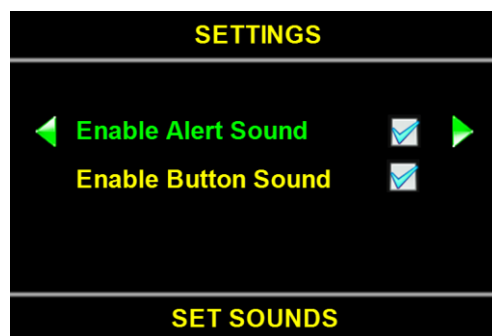 SETTINGS
Enable Alert Sound
Enable Button Sound
SET SOUNDS